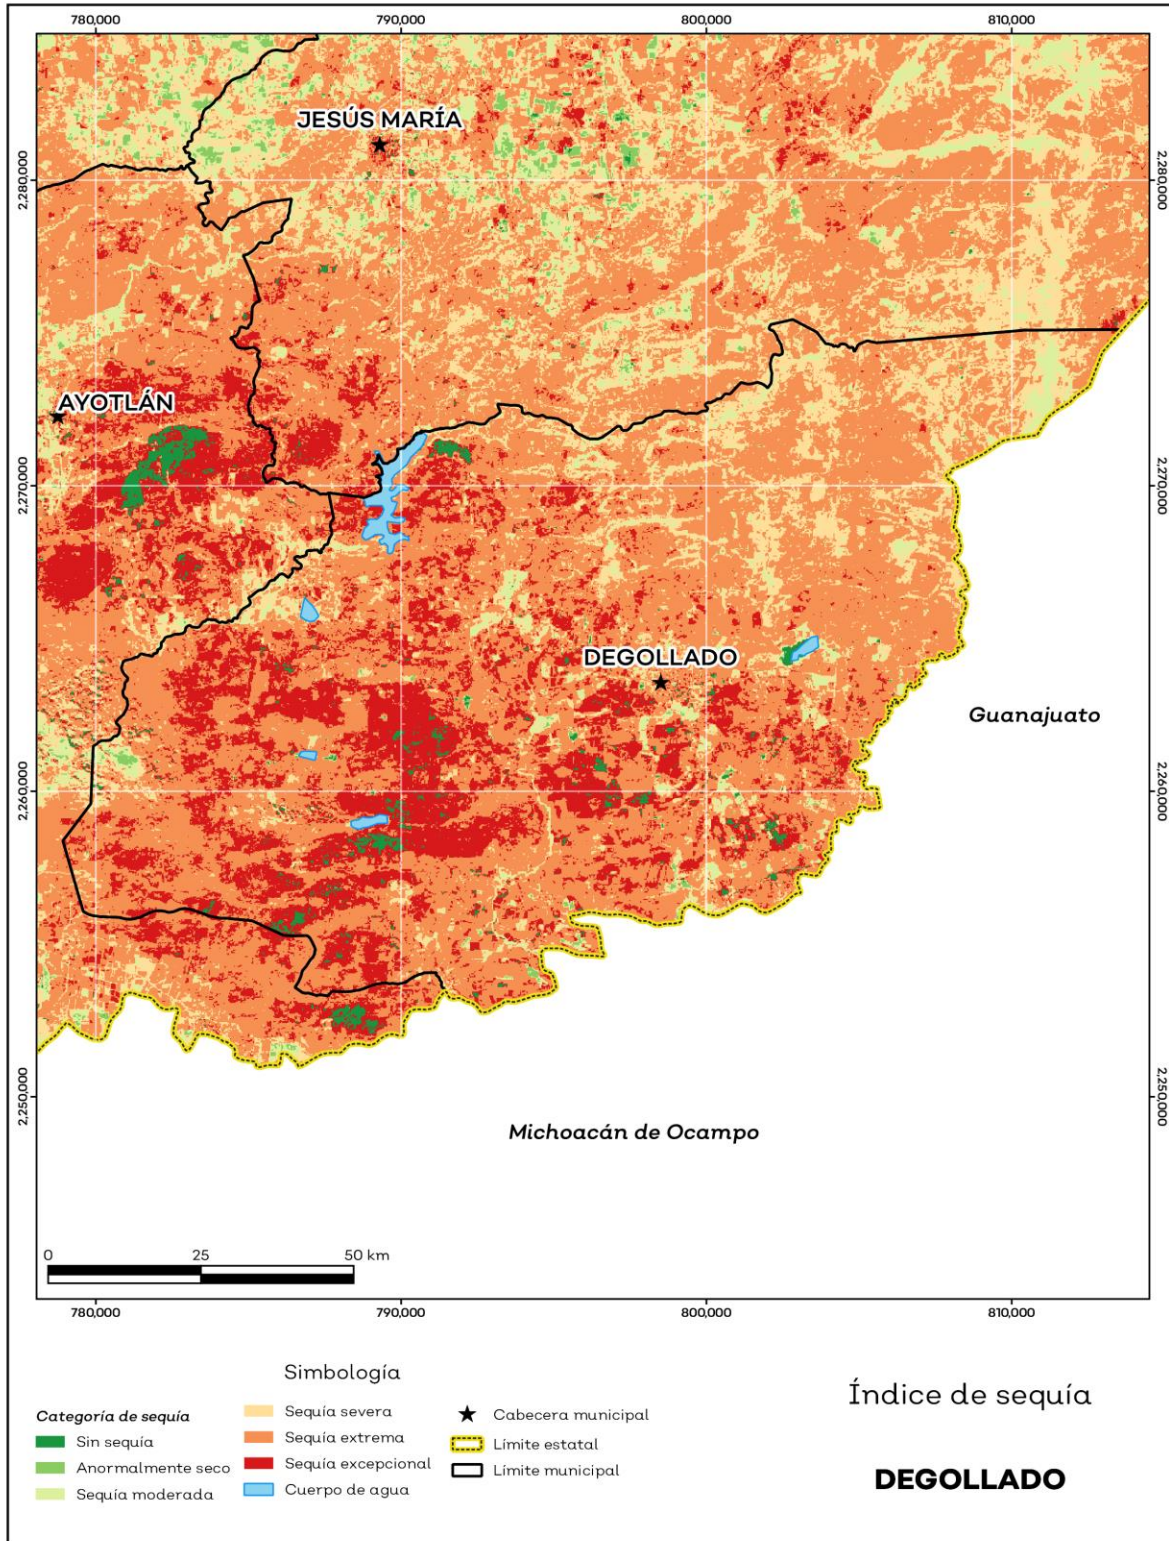 780,000
790,000
800,000
810,000
JESÚS MARÍA
2,280,000
2,280,000
AYOTLÁN
2,270,000
2,270,000
DEGOLLADO
Guanajuato
2,260,000
2,260,000
2,250,000
2,250,000
Michoacán de Ocampo
0 25 50 km
780,000
790,000
800,000
810,000
Simbología
Categoría de sequía
Sin sequía
Anormalmente seco
Sequía moderada
Sequía severa
Sequía extrema
Sequía excepcional
Cuerpo de agua
Cabecera municipal
Límite estatal
Límite municipal
Índice de sequía
DEGOLLADO